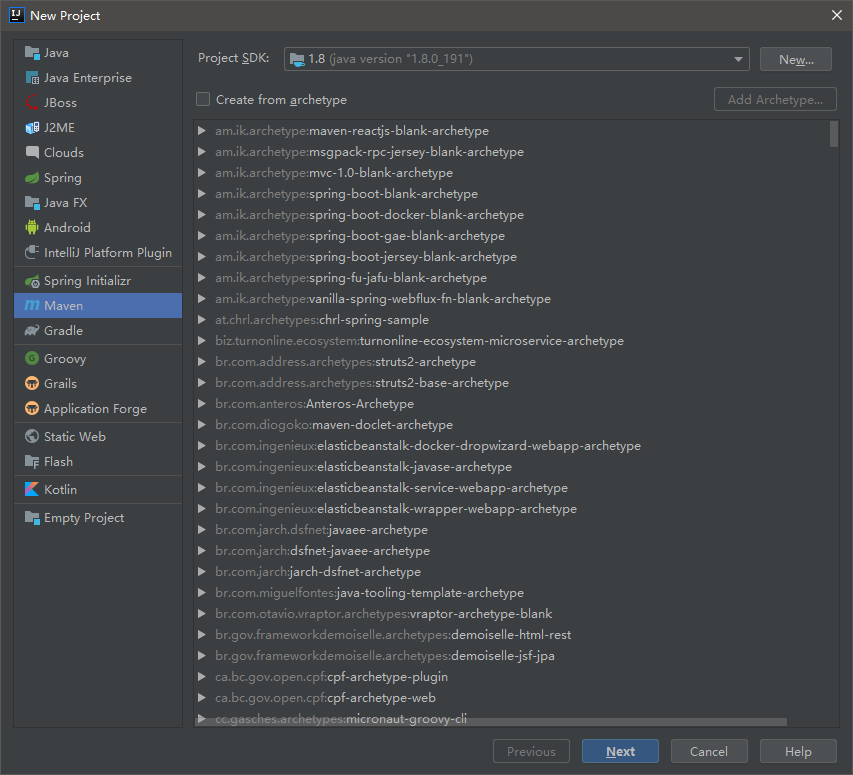 New Project
Java
Java Enterprise
JBoss
J2ME
Clouds
Spring
Java FX
Android
IntelliJ Platform Plugin
Spring Initializr
Maven
Gradle
Groovy
Grails
Application Forge
Static Web
Flash
Kotlin
Empty Project
Project SDK: 1.8 (java version "1.8.0_191") New...
Create from archetype Add Archetype...
am.ik.archetype:maven-reactjs-blank-archetype
am.ik.archetype:msgpack-rpc-jersey-blank-archetype
am.ik.archetype:mvc-1.0-blank-archetype
am.ik.archetype:spring-boot-blank-archetype
am.ik.archetype:spring-boot-docker-blank-archetype
am.ik.archetype:spring-boot-gae-blank-archetype
am.ik.archetype:spring-boot-jersey-blank-archetype
am.ik.archetype:spring-fu-jafu-blank-archetype
am.ik.archetype:vanilla-spring-webflux-fn-blank-archetype
at.chrl.archetypes:chrl-spring-sample
biz.turnonline.ecosystem:turnonline-ecosystem-microservice-archetype
br.com.address.archetypes:struts2-archetype
br.com.address.archetypes:struts2-base-archetype
br.com.anteros:Anteros-Archetype
br.com.diogoko:maven-doclet-archetype
br.com.ingenieux:elasticbeanstalk-docker-dropwizard-webapp-archetype
br.com.ingenieux:elasticbeanstalk-javase-archetype
br.com.ingenieux:elasticbeanstalk-service-webapp-archetype
br.com.ingenieux:elasticbeanstalk-wrapper-webapp-archetype
br.com.jarch.dsfnet:javaee-archetype
br.com.jarch:dsfnet-javaee-archetype
br.com.jarch:jarch-dsfnet-archetype
br.com.miguelfontes:java-tooling-template-archetype
br.com.otavio.vraptor.archetypes:vraptor-archetype-blank
br.gov.frameworkdemoiselle.archetypes:demoiselle-html-rest
br.gov.frameworkdemoiselle.archetypes:demoiselle-jsf-jpa
ca.bc.gov.open.cpf:cpf-archetype-plugin
ca.bc.gov.open.cpf:cpf-archetype-web
cc.gasches.archetypes:micronaut-groovy-cli
Previous Next Cancel Help